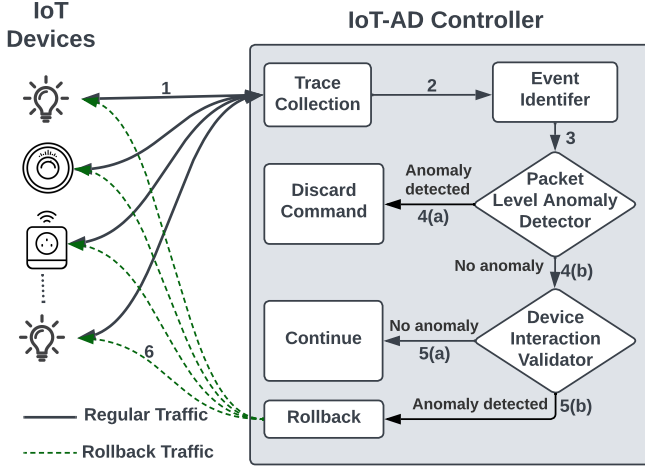 IoT
Devices
IoT-AD Controller
1
Trace
Collection
2
Event
Identifer
3
Packet
Level Anomaly
Detector
Anomaly
detected
4(a)
Discard
Command
No anomaly
4(b)
Device
Interaction
Validator
No anomaly
5(a)
Continue
6
Anomaly detected
5(b)
Rollback
Regular Traffic
Rollback Traffic